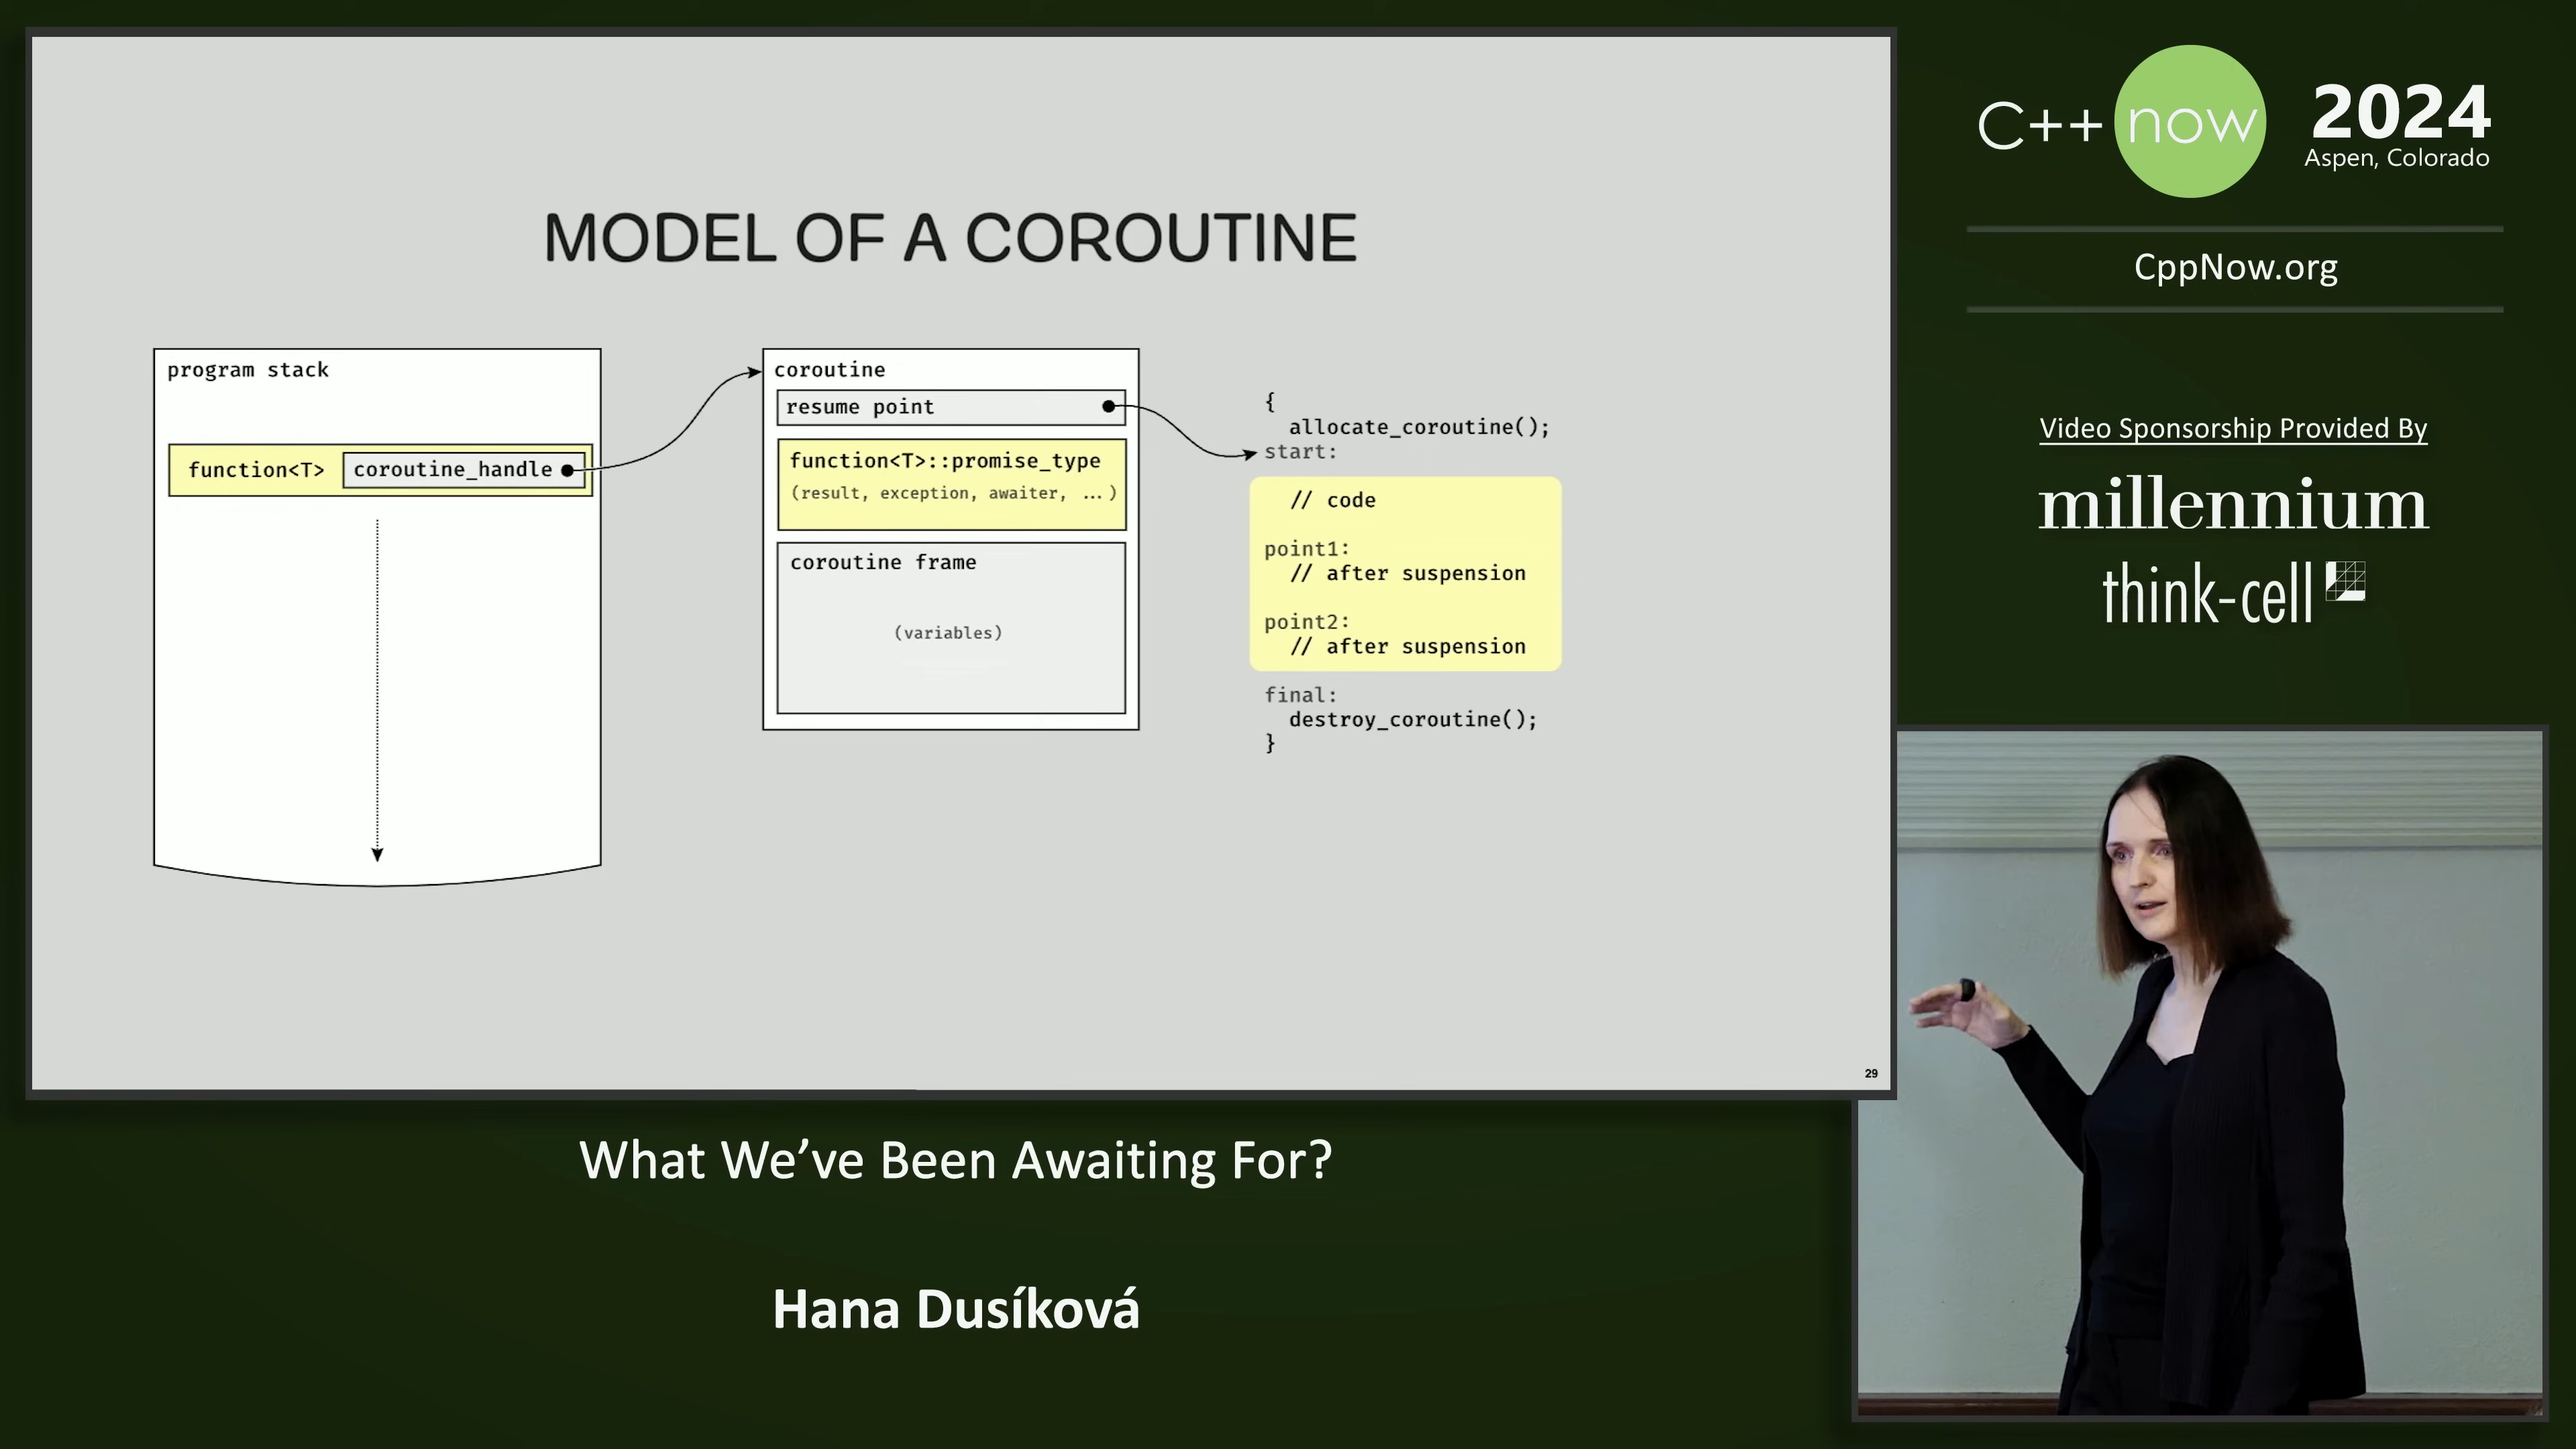 MODEL OF A COROUTINE
program stack
function<T> coroutine_handle
coroutine
resume point
function<T>::promise_type
(result, exception, awaiter, ...)
coroutine frame
(variables)
{
allocate_coroutine();
start:
// code
point1:
// after suspension
point2:
// after suspension
final:
destroy_coroutine();
}
29
C++ now
2024
Aspen, Colorado
CppNow.org
Video Sponsorship Provided By
millennium
think-cell
What We’ve Been Awaiting For?
Hana Dusíková